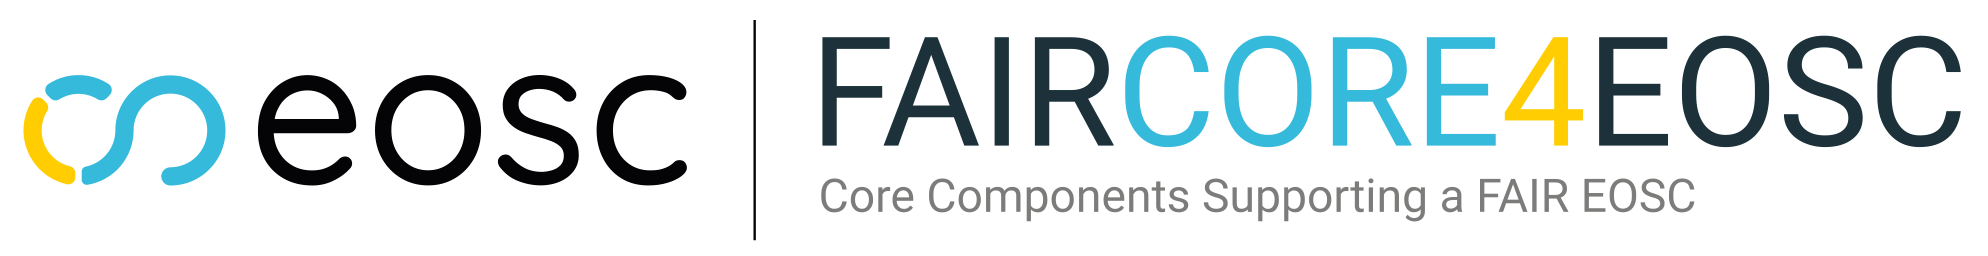 eosc
FAIRCORE4EOSC
Core Components Supporting a FAIR EOSC